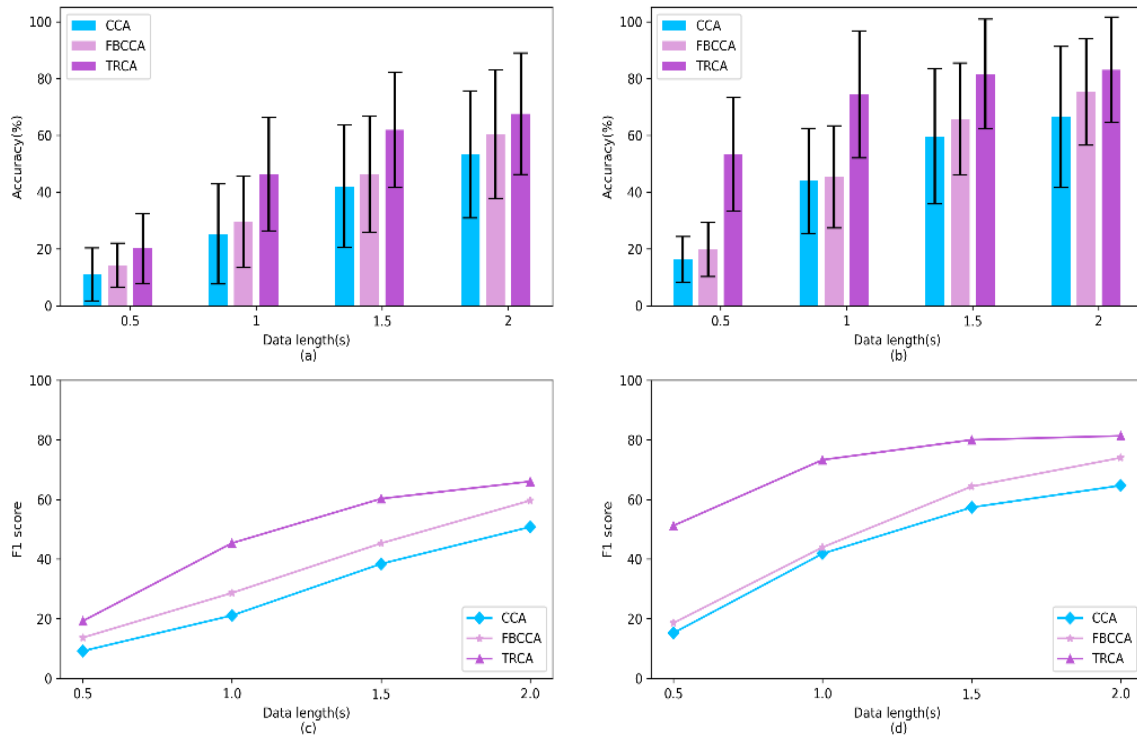 100
80
60
40
20
0
Accuracy(%)
CCA
FBCCA
TRCA
0.5 1 1.5 2
Data length(s)
(a)
100
80
60
40
20
0
Accuracy(%)
CCA
FBCCA
TRCA
0.5 1 1.5 2
Data length(s)
(b)
100
80
60
40
20
0
F1 score
CCA
FBCCA
TRCA
0.5 1.0 1.5 2.0
Data length(s)
(c)
100
80
60
40
20
0
F1 score
CCA
FBCCA
TRCA
0.5 1.0 1.5 2.0
Data length(s)
(d)